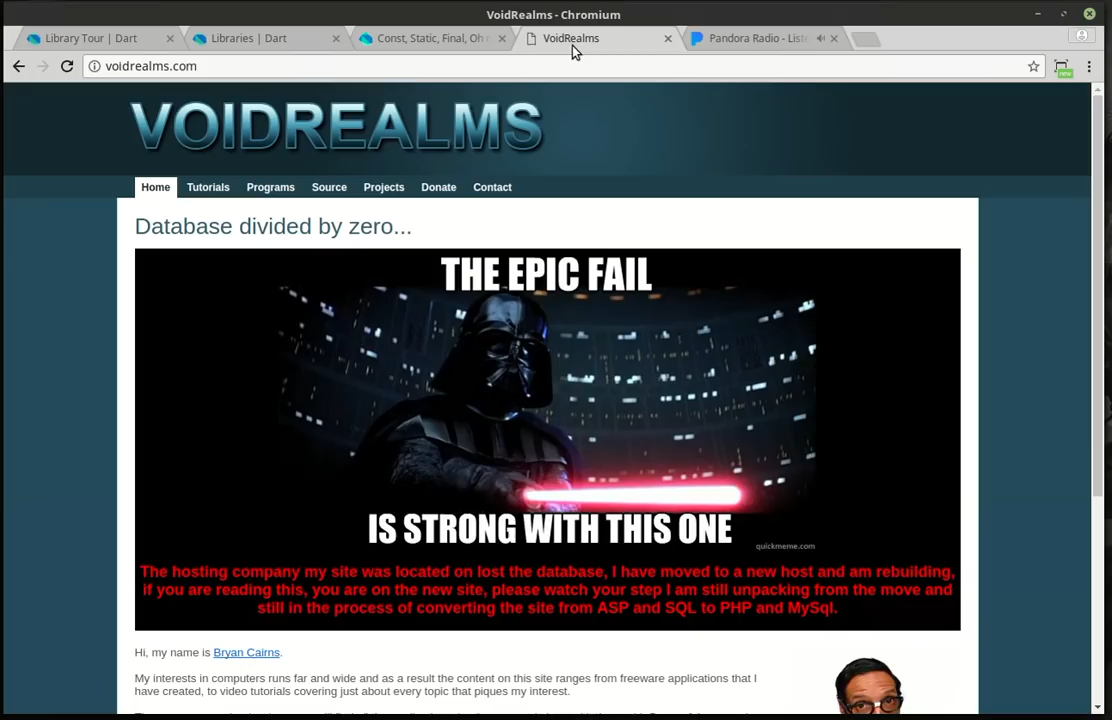 VoidRealms - Chromium
Library Tour | Dart
Libraries | Dart
Const, Static, Final, Oh m
VoidRealms
Pandora Radio - Liste
voidrealms.com
new
VOIDREALMS
Home Tutorials Programs Source Projects Donate Contact
Database divided by zero...
THE EPIC FAIL
IS STRONG WITH THIS ONE
quickmeme.com
The hosting company my site was located on lost the database, I have moved to a new host and am rebuilding,
if you are reading this, you are on the new site, please watch your step I am still unpacking from the move and
still in the process of converting the site from ASP and SQL to PHP and MySql.
Hi, my name is Bryan Cairns.
My interests in computers runs far and wide and as a result the content on this site ranges from freeware applications that I
have created, to video tutorials covering just about every topic that piques my interest.